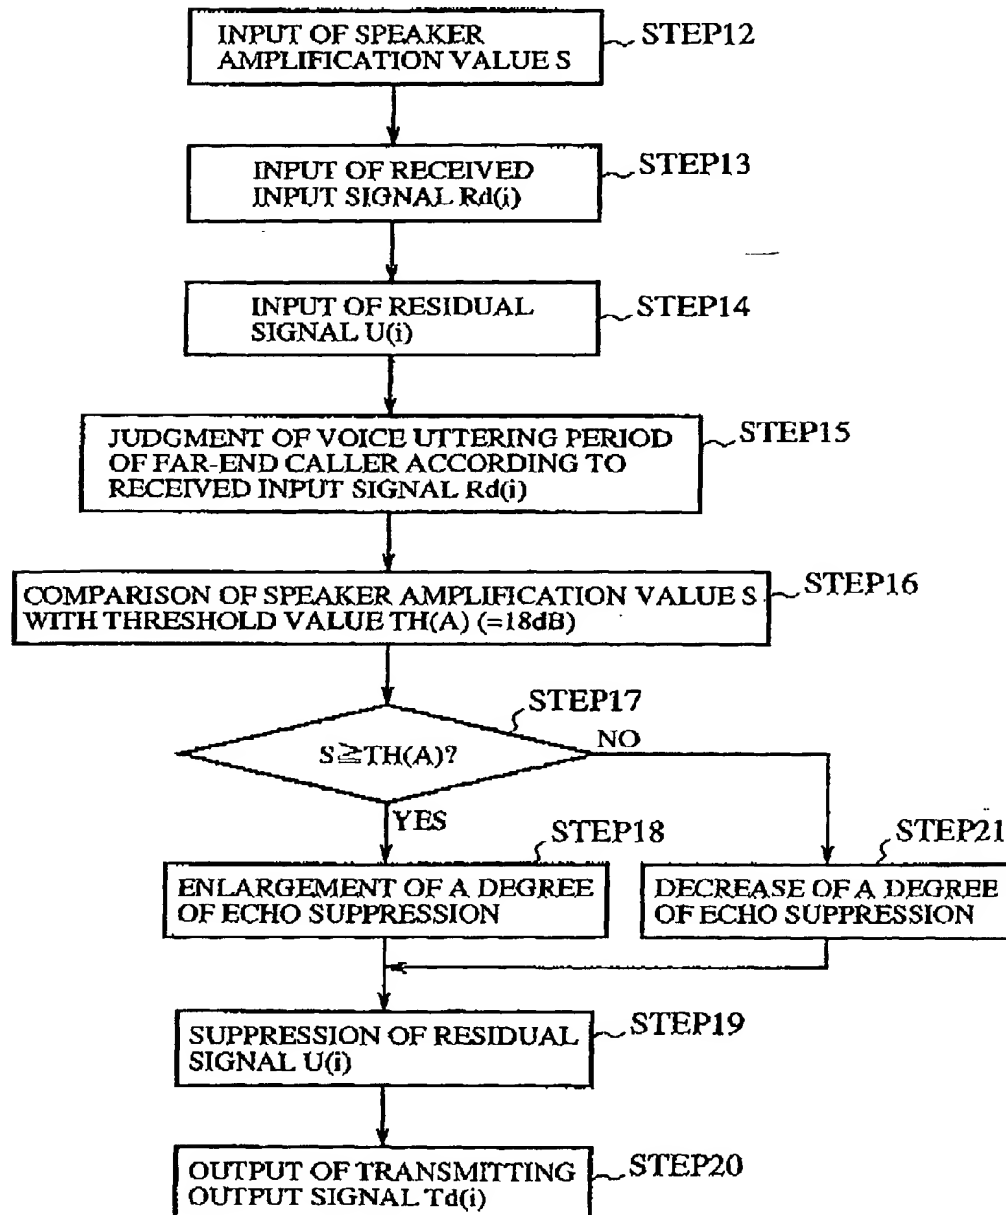 INPUT OF SPEAKER
AMPLIFICATION VALUE S
STEP12
INPUT OF RECEIVED
INPUT SIGNAL Rd(i)
STEP13
INPUT OF RESIDUAL
SIGNAL U(i)
STEP14
JUDGMENT OF VOICE UTTERING PERIOD
OF FAR-END CALLER ACCORDING TO
RECEIVED INPUT SIGNAL Rd(i)
STEP15
COMPARISON OF SPEAKER AMPLIFICATION VALUE S
WITH THRESHOLD VALUE TH(A) (=18dB)
STEP16
STEP17
S≧TH(A)?
NO
YES
STEP18
ENLARGEMENT OF A DEGREE
OF ECHO SUPPRESSION
STEP21
DECREASE OF A DEGREE
OF ECHO SUPPRESSION
SUPPRESSION OF RESIDUAL
SIGNAL U(i)
STEP19
OUTPUT OF TRANSMITTING
OUTPUT SIGNAL Td(i)
STEP20